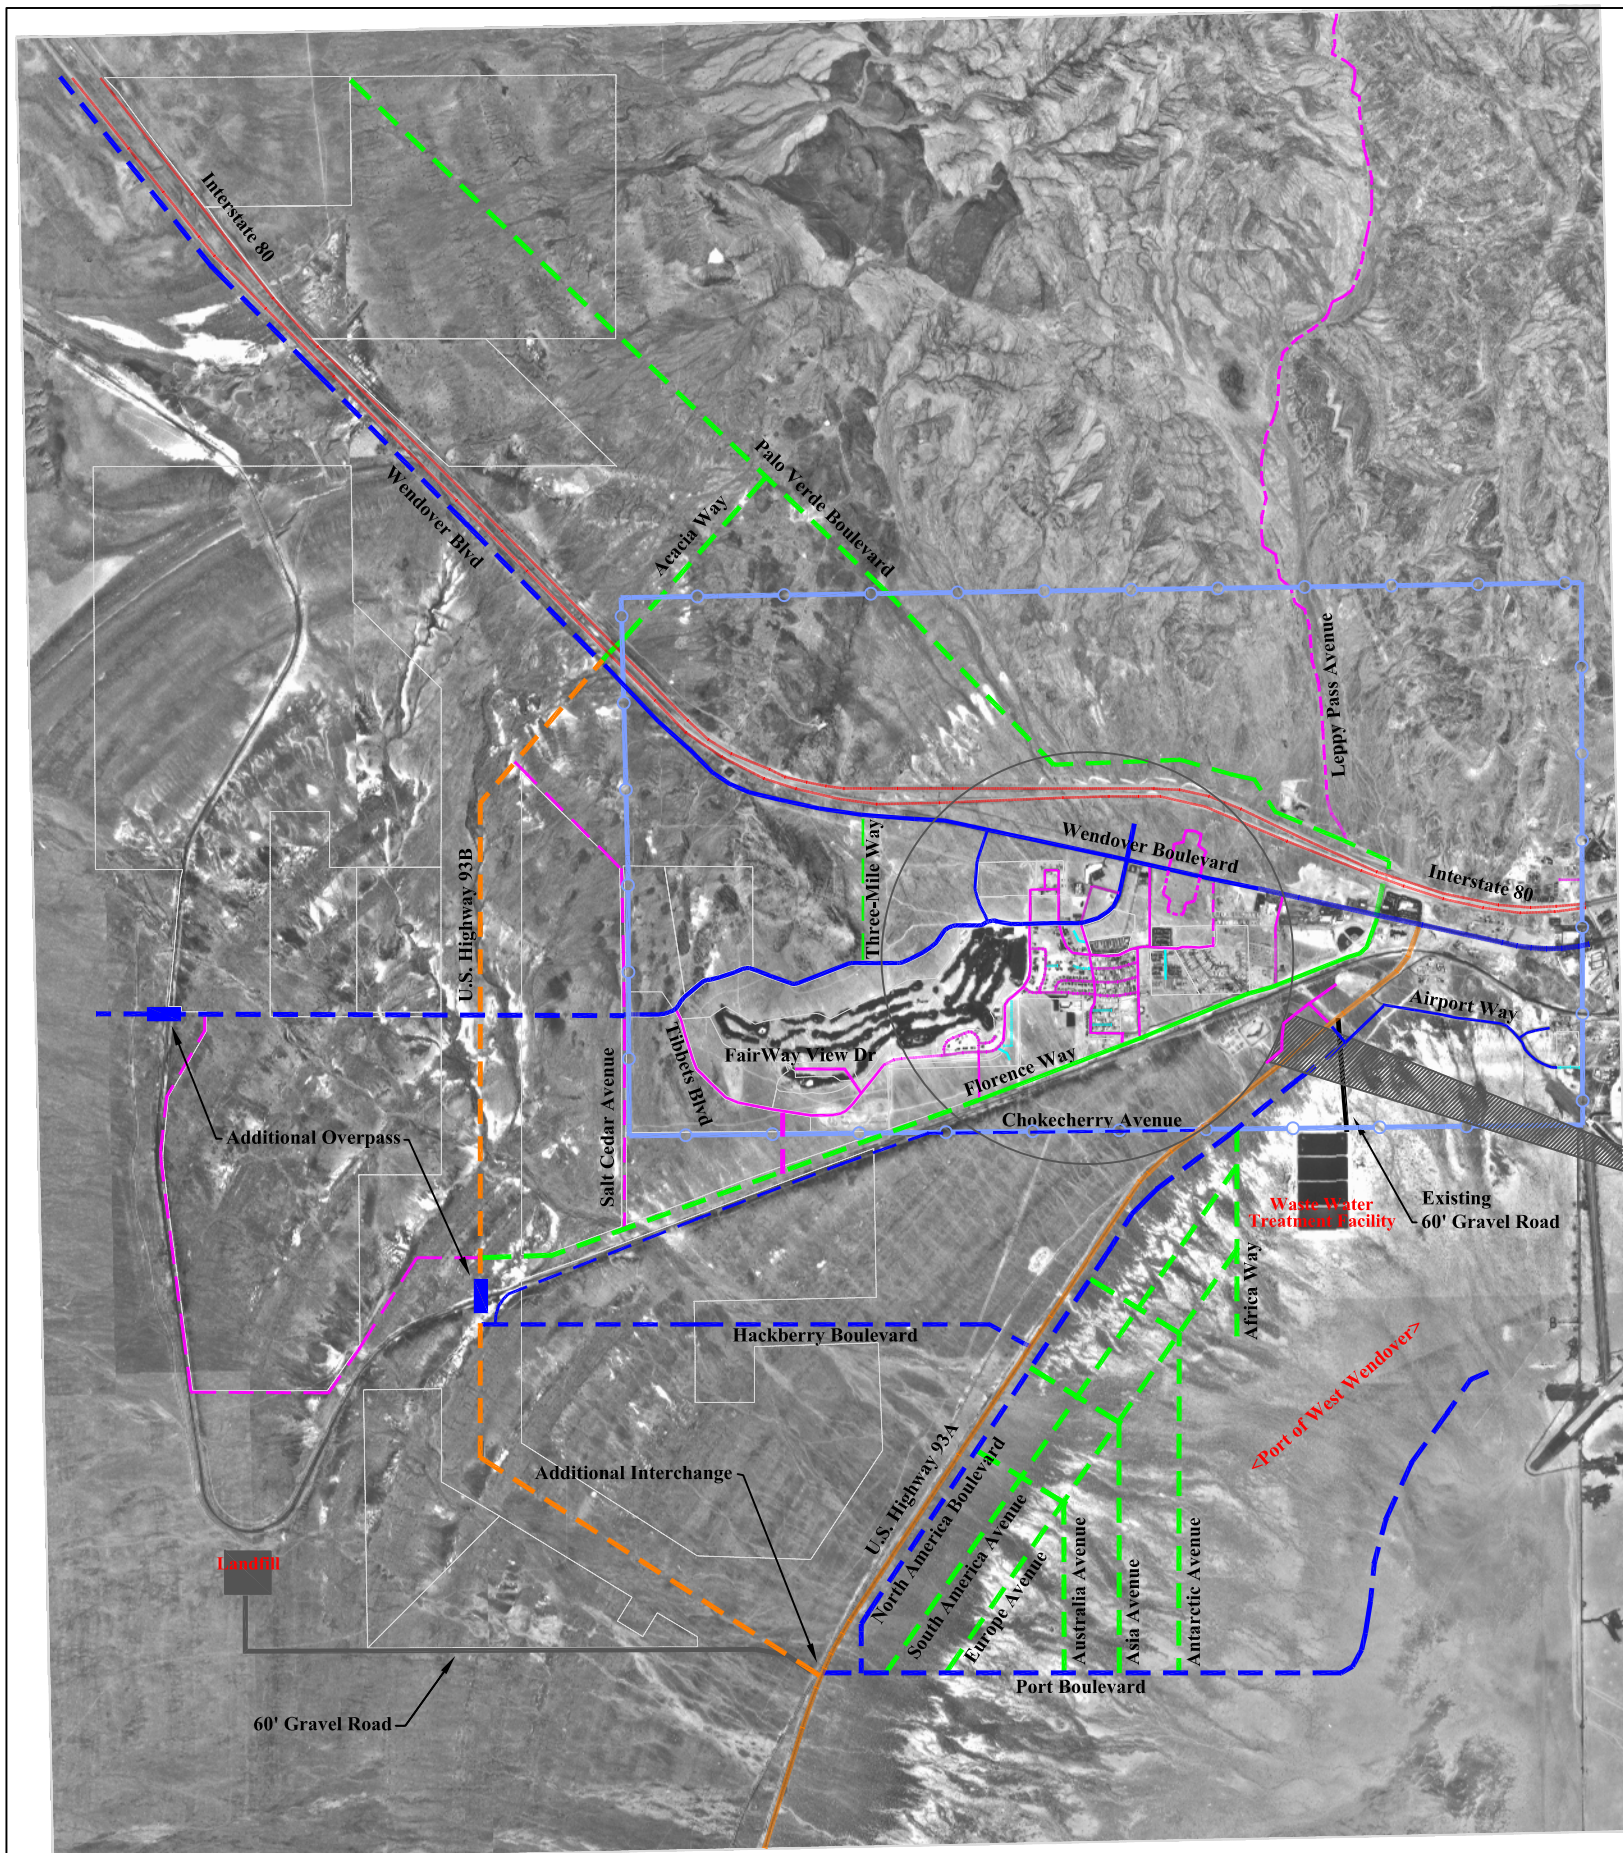 Interstate 80
Wendover Blvd
Palo Verde Boulevard
Acacia Way
Leppy Pass Avenue
Wendover Boulevard
Interstate 80
Three-Mile Way
U.S. Highway 93B
Airport Way
Tibbets Blvd
FairWay View Dr
Florence Way
Salt Cedar Avenue
Chokecherry Avenue
Additional Overpass
Waste Water
Treatment Facility
Existing
60' Gravel Road
Africa Way
Hackberry Boulevard
<Port of West Wendover>
U.S. Highway 93A
Additional Interchange
North America Boulevard
South America Avenue
Europe Avenue
Australia Avenue
Asia Avenue
Antarctic Avenue
Landfill
Port Boulevard
60' Gravel Road